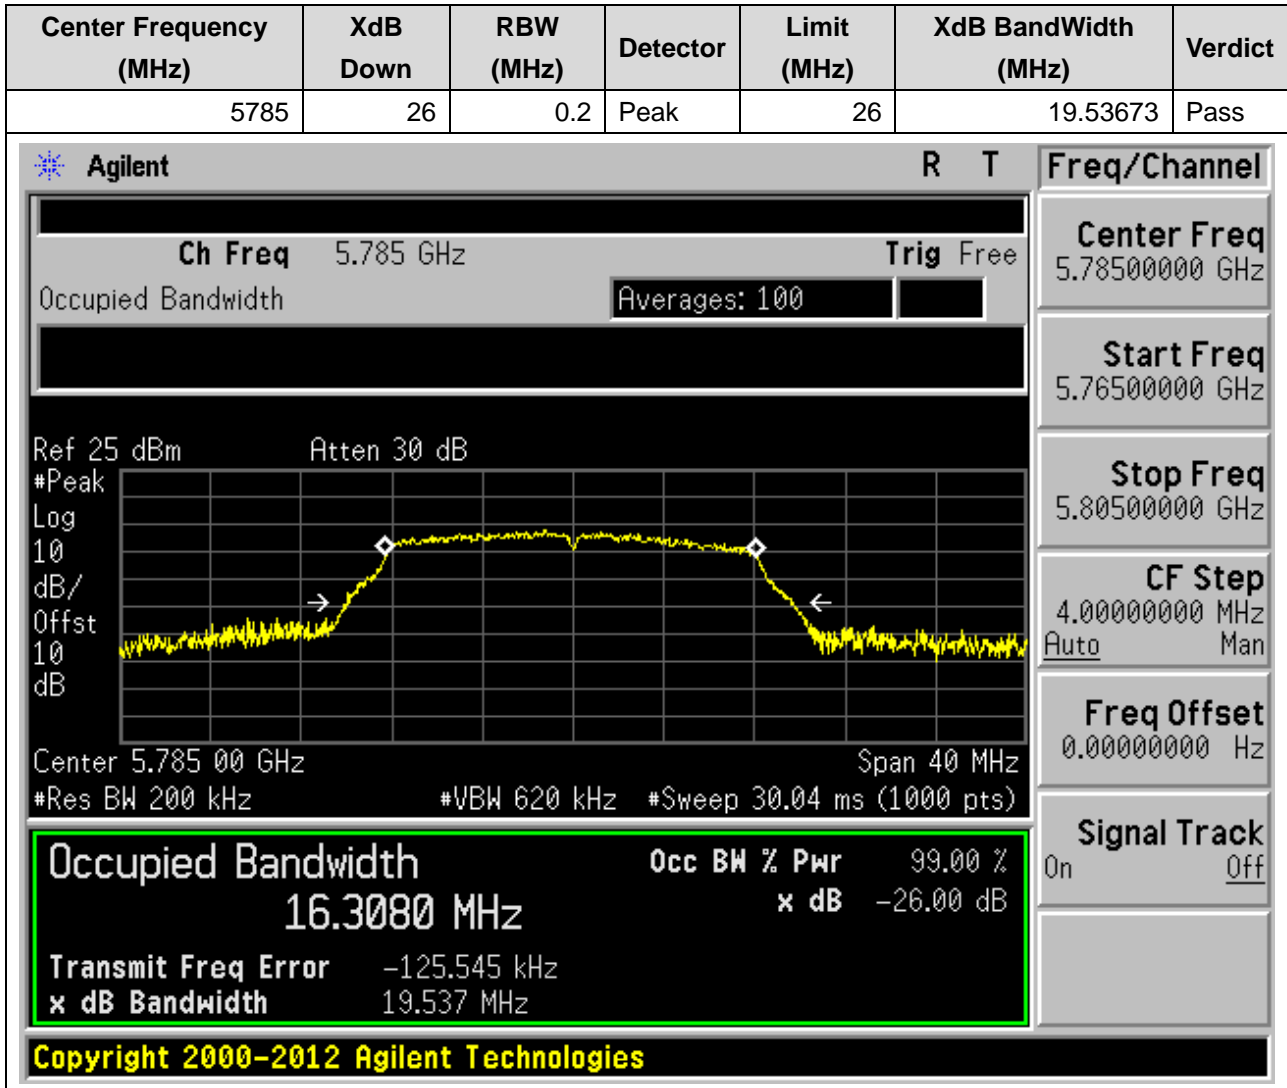 Center Frequency (MHz) XdB Down RBW (MHz) Detector Limit (MHz) XdB BandWidth (MHz) Verdict
5785 26 0.2 Peak 26 19.53673 Pass
Agilent R T
Ch Freq 5.785 GHz Trig Free
Occupied Bandwidth Averages: 100
Ref 25 dBm Atten 30 dB
#Peak
Log
10
dB/
Offst
10
dB
Center 5.785 00 GHz Span 40 MHz
#Res BW 200 kHz #VBW 620 kHz #Sweep 30.04 ms (1000 pts)
Occupied Bandwidth
16.3080 MHz
Occ BW % Pwr 99.00 %
x dB -26.00 dB
Transmit Freq Error -125.545 kHz
x dB Bandwidth 19.537 MHz
Copyright 2000-2012 Agilent Technologies
Freq/Channel
Center Freq
5.78500000 GHz
Start Freq
5.76500000 GHz
Stop Freq
5.80500000 GHz
CF Step
4.00000000 MHz
Auto Man
Freq Offset
0.00000000 Hz
Signal Track
On Off